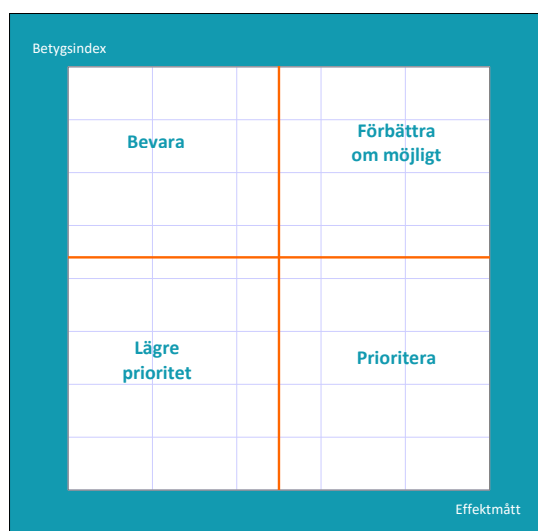 Betygsindex
Bevara
Förbättra
om möjligt
Lägre
prioritet
Prioritera
Effektmått